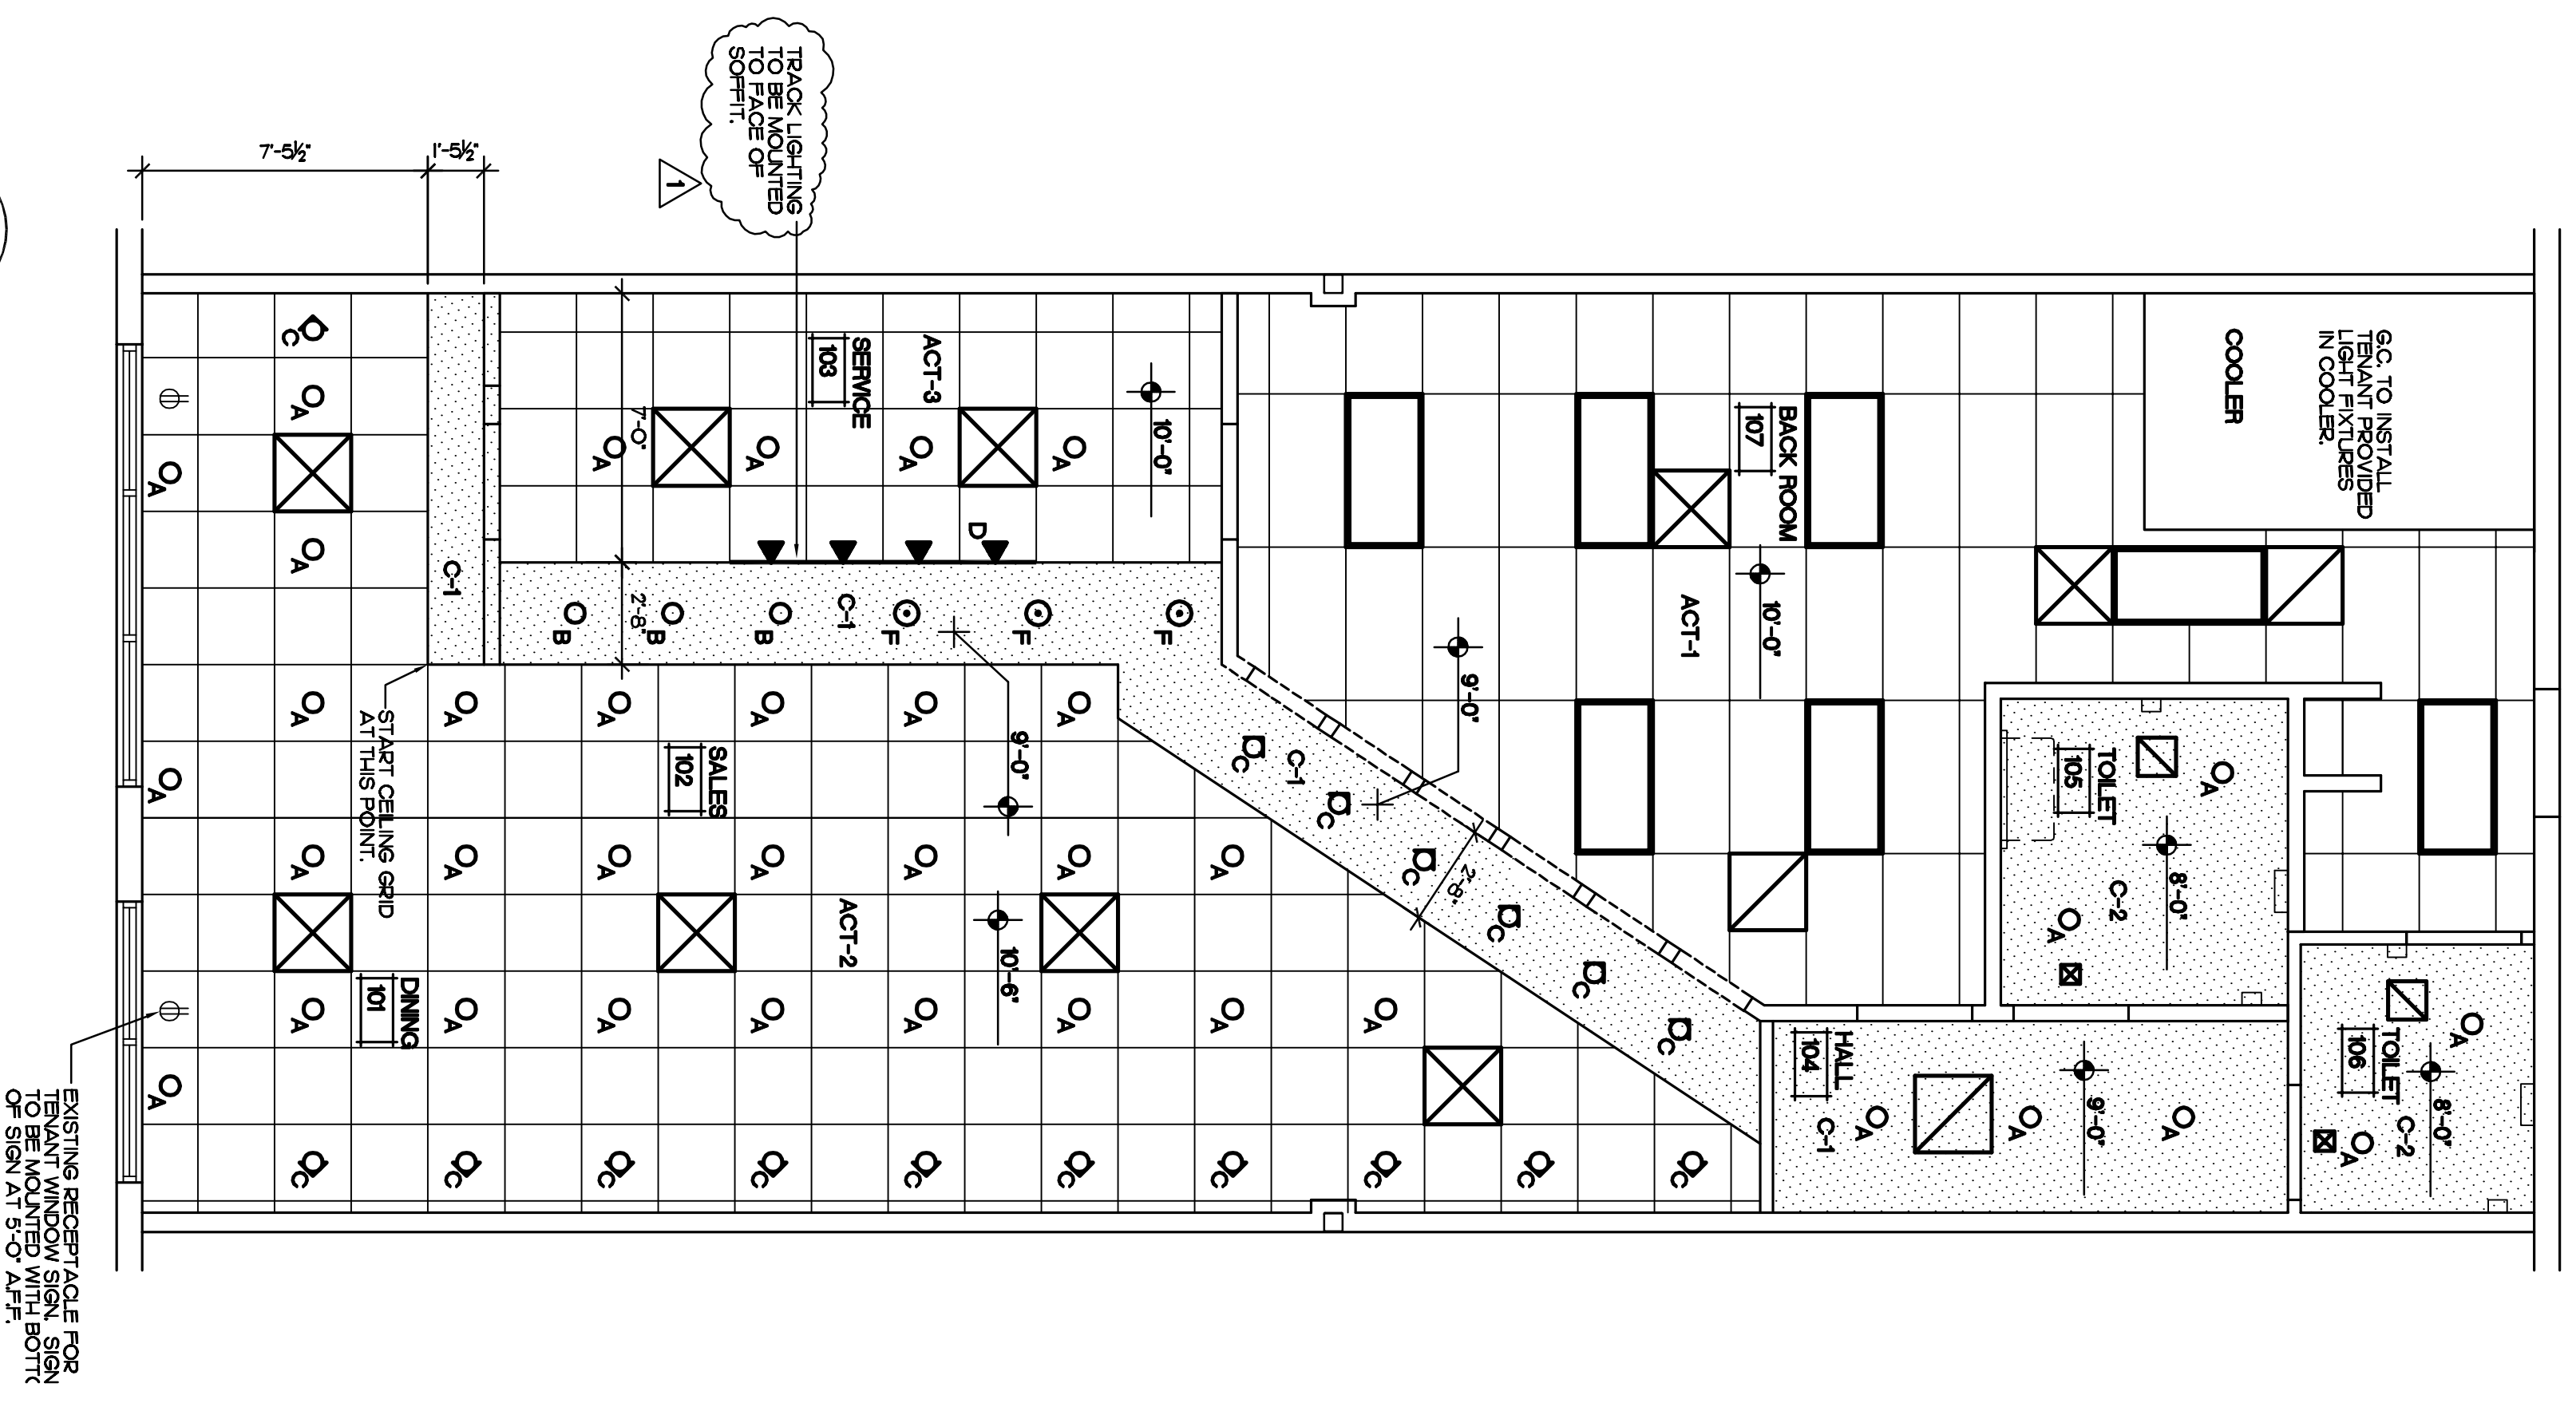 TRACK LIGHTING
TO BE MOUNTED
TO FACE OF
SOFFIT.
1
7'-5½"
1'-5½"
G.C. TO INSTALL
TENANT PROVIDED
LIGHT FIXTURES
IN COOLER.
COOLER
BACK ROOM
107
10'-0"
ACT-1
9'-0"
ACT-3
SERVICE
103
10'-0"
7'-0"
2'-8"
A
A
A
A
D
C
A
A
A
C-1
B
B
B
C-1
F
F
F
9'-0"
START CEILING GRID
AT THIS POINT.
SALES
102
A
A
A
A
A
A
A
C-1
C
C
C
C
C
C
2'-8"
A
A
A
A
A
A
A
ACT-2
10'-6"
DINING
101
A
A
A
A
A
A
A
A
A
C
C
C
C
C
C
C
C
C
C
TOILET
105
A
8'-0"
C-2
A
HALL
104
C-1
A
A
A
9'-0"
TOILET
106
A
8'-0"
C-2
A
EXISTING RECEPTACLE FOR
TENANT WINDOW SIGN. SIGN
TO BE MOUNTED WITH BOTTO
OF SIGN AT 5'-0" A.F.F.